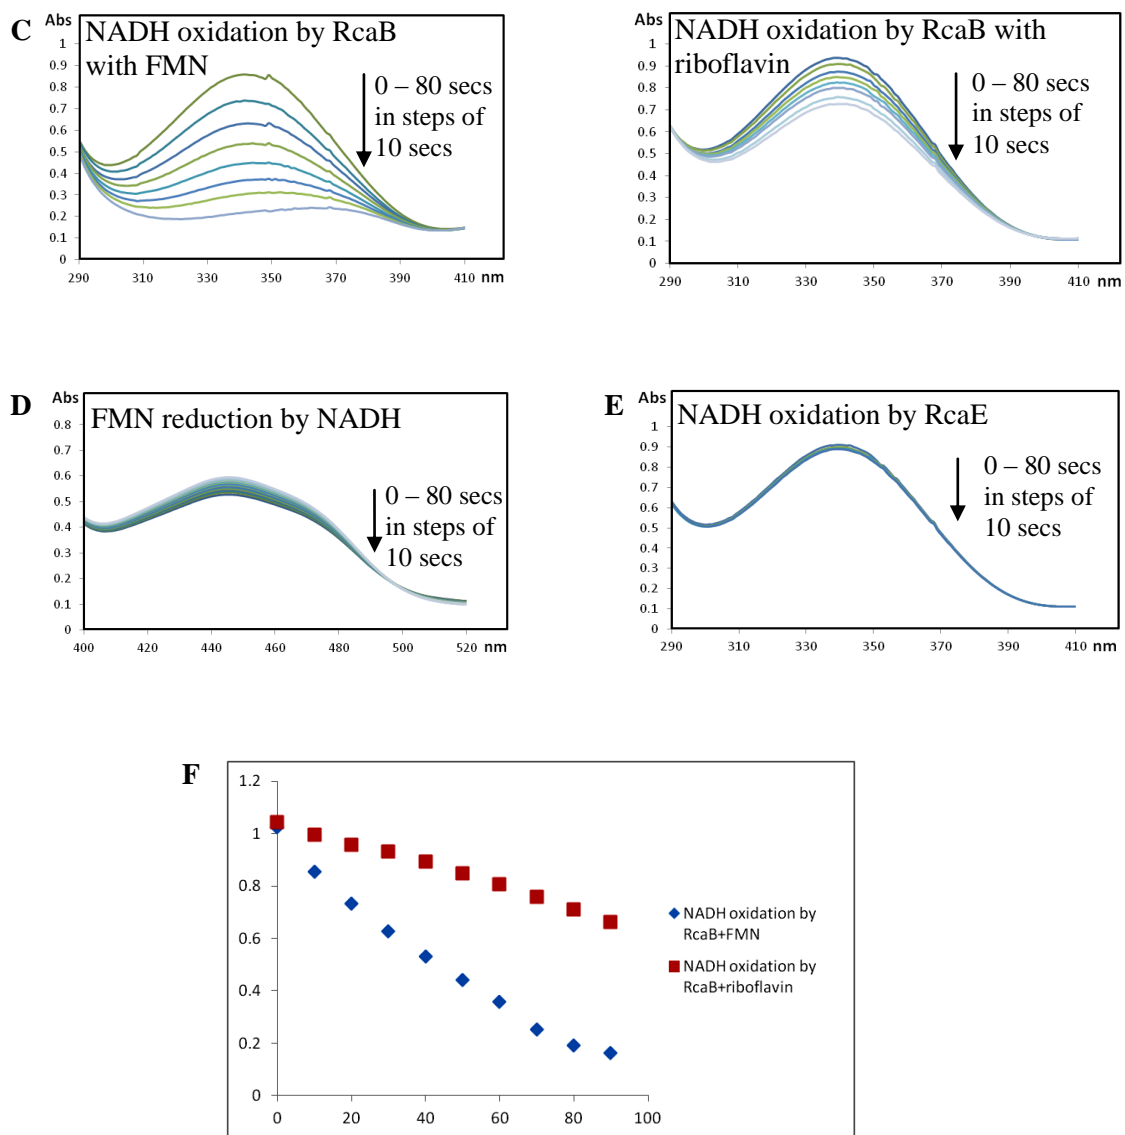 C
Abs
NADH oxidation by RcaB
with FMN
0 – 80 secs
in steps of
10 secs
1
0.9
0.8
0.7
0.6
0.5
0.4
0.3
0.2
0.1
0
290 310 330 350 370 390 410 nm
Abs
NADH oxidation by RcaB with
riboflavin
0 – 80 secs
in steps of
10 secs
1
0.9
0.8
0.7
0.6
0.5
0.4
0.3
0.2
0.1
0
290 310 330 350 370 390 410 nm
D
Abs
FMN reduction by NADH
0 – 80 secs
in steps of
10 secs
0.8
0.7
0.6
0.5
0.4
0.3
0.2
0.1
0
400 420 440 460 480 500 520 nm
E
Abs
NADH oxidation by RcaE
0 – 80 secs
in steps of
10 secs
1
0.9
0.8
0.7
0.6
0.5
0.4
0.3
0.2
0.1
0
290 310 330 350 370 390 410 nm
F
1.2
1
0.8
0.6
0.4
0.2
0
0 20 40 60 80 100
NADH oxidation by
RcaB+FMN
NADH oxidation by
RcaB+riboflavin